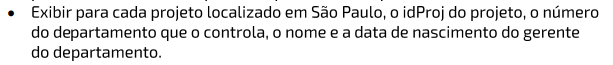 • Exibir para cada projeto localizado em São Paulo, o idProj do projeto, o número
do departamento que o controla, o nome e a data de nascimento do gerente
do departamento.